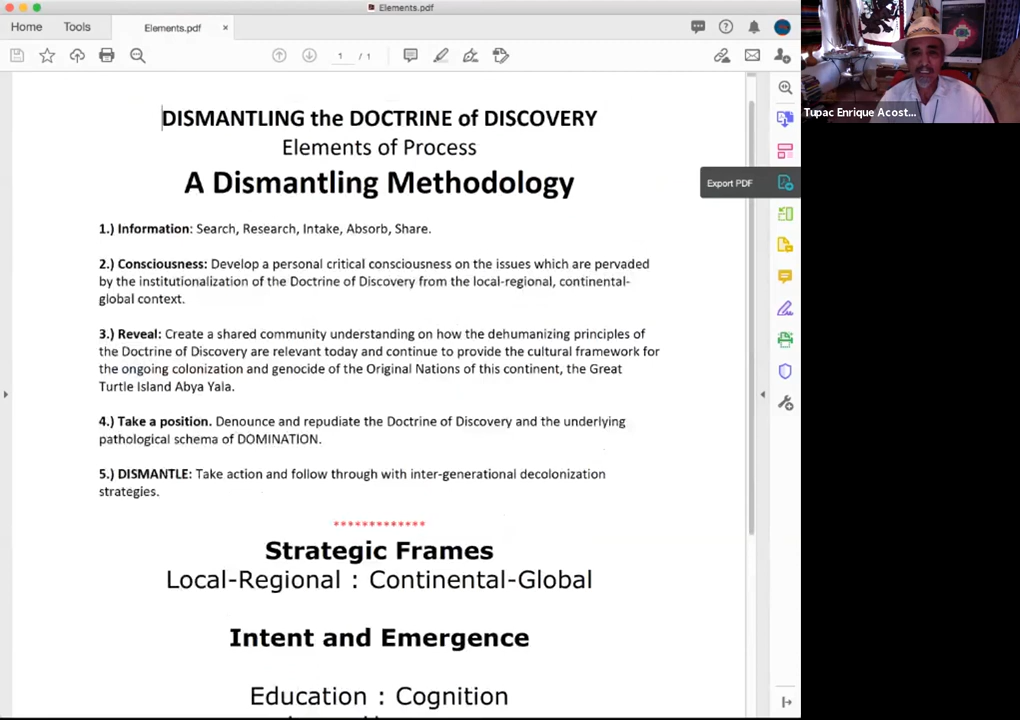 Elements.pdf
Home Tools Elements.pdf ×
1 / 1
Tupac Enrique Acost...
Export PDF
DISMANTLING the DOCTRINE of DISCOVERY
Elements of Process
A Dismantling Methodology
1.) Information: Search, Research, Intake, Absorb, Share.
2.) Consciousness: Develop a personal critical consciousness on the issues which are pervaded
by the institutionalization of the Doctrine of Discovery from the local-regional, continental-
global context.
3.) Reveal: Create a shared community understanding on how the dehumanizing principles of
the Doctrine of Discovery are relevant today and continue to provide the cultural framework for
the ongoing colonization and genocide of the Original Nations of this continent, the Great
Turtle Island Abya Yala.
4.) Take a position. Denounce and repudiate the Doctrine of Discovery and the underlying
pathological schema of DOMINATION.
5.) DISMANTLE: Take action and follow through with inter-generational decolonization
strategies.
*************
Strategic Frames
Local-Regional : Continental-Global
Intent and Emergence
Education : Cognition